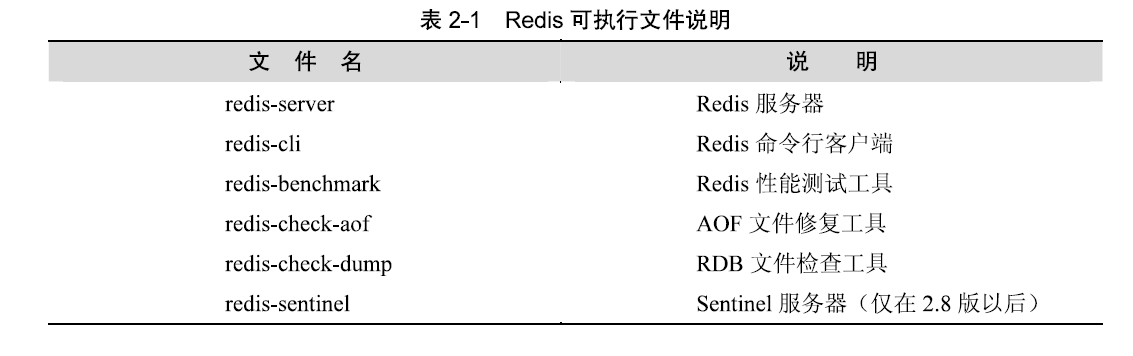 表 2-1 Redis 可执行文件说明
文 件 名 说 明
redis-server Redis 服务器
redis-cli Redis 命令行客户端
redis-benchmark Redis 性能测试工具
redis-check-aof AOF 文件修复工具
redis-check-dump RDB 文件检查工具
redis-sentinel Sentinel 服务器（仅在 2.8 版以后）